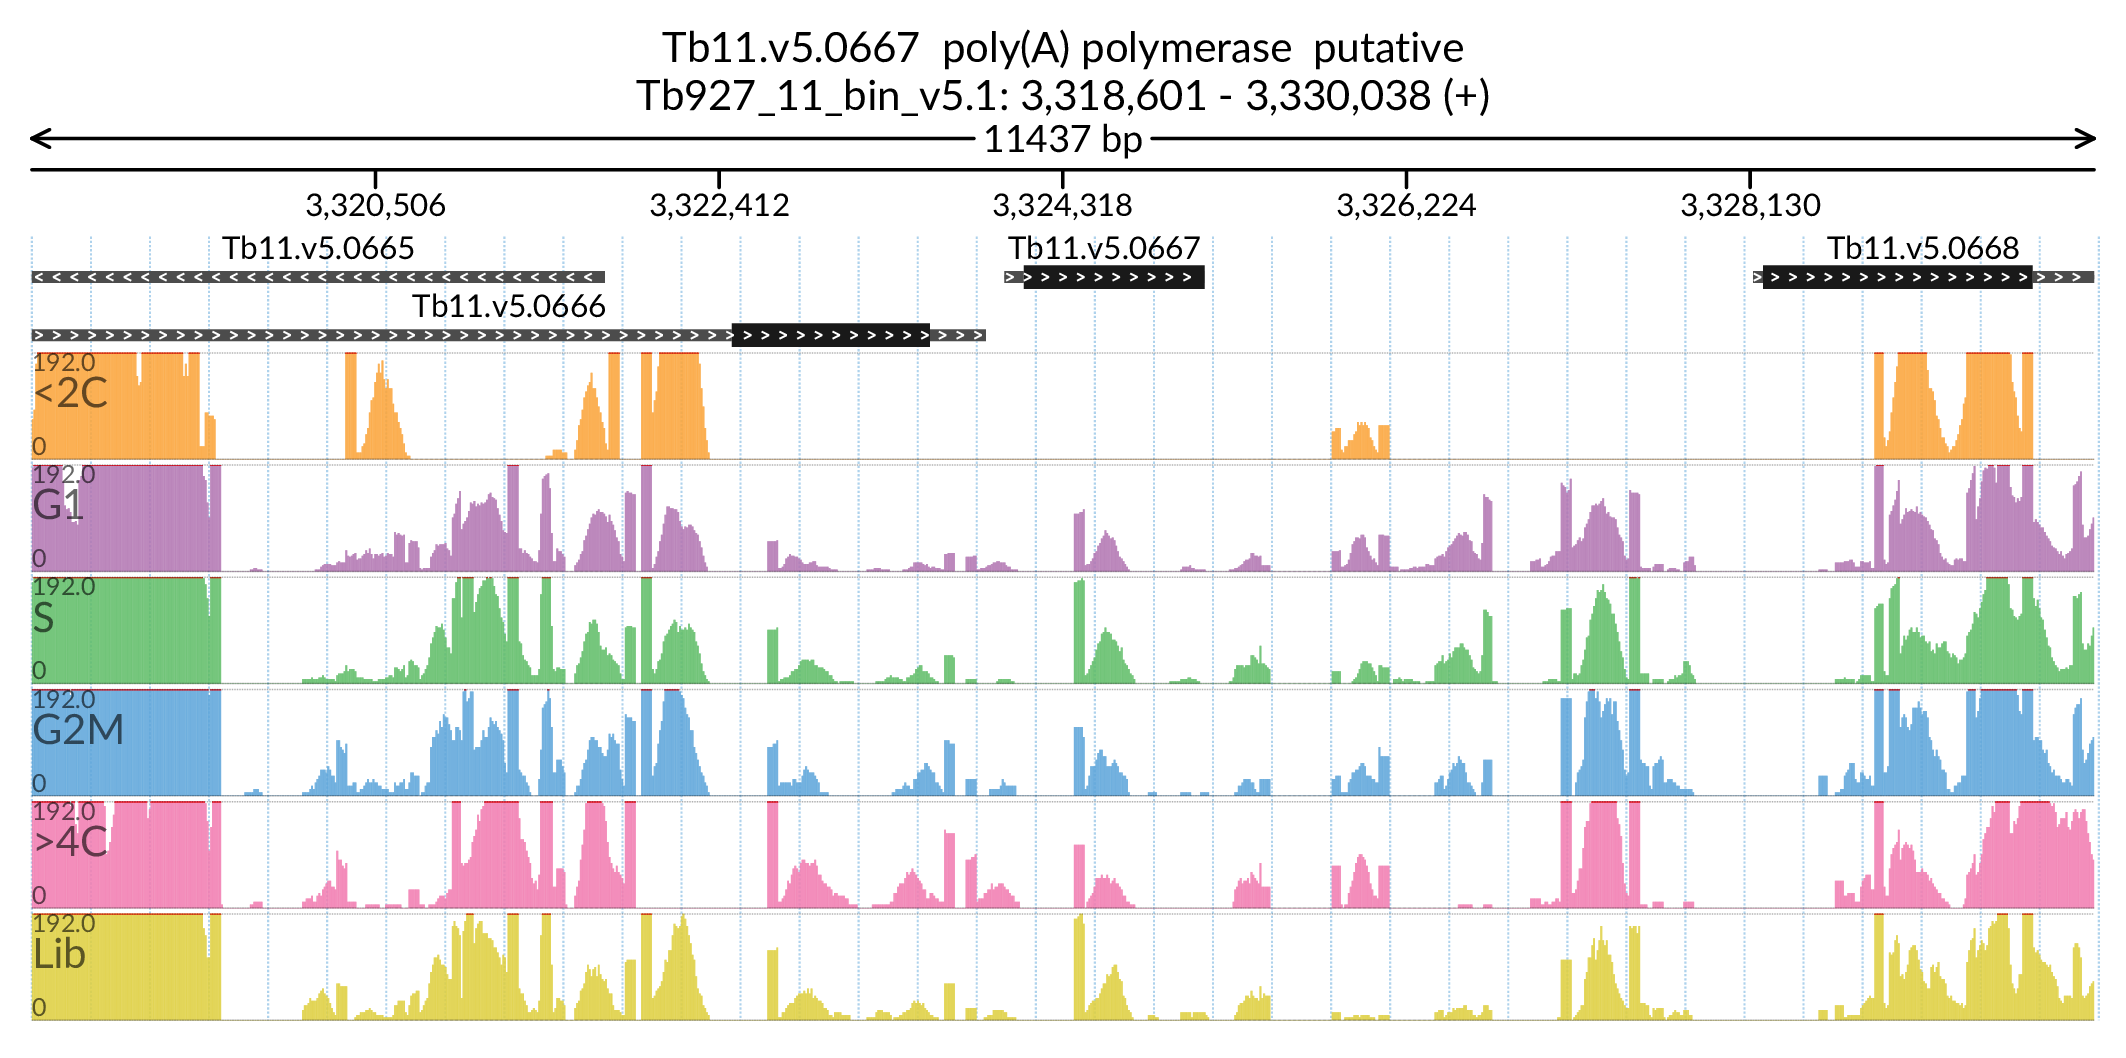 Tb11.v5.0667 poly(A) polymerase putative
Tb927_11_bin_v5.1: 3,318,601 - 3,330,038 (+)
11437 bp
3,320,506 3,322,412 3,324,318 3,326,224 3,328,130
Tb11.v5.0665 Tb11.v5.0667 Tb11.v5.0668
Tb11.v5.0666
192.0
<2C
0
192.0
G1
0
192.0
S
0
192.0
G2M
0
192.0
>4C
0
192.0
Lib
0